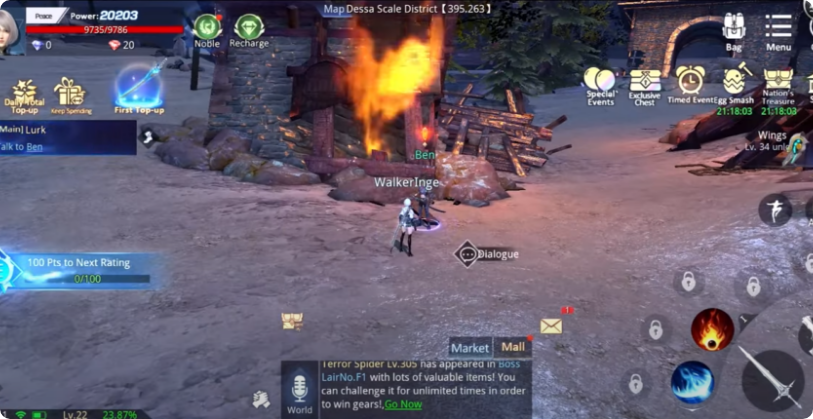 Map Dessa Scale District【395.263】
Peace
Power:20203
9735/9786
0
20
Noble
Recharge
Bag
Menu
Daily Total
Top-up
Keep Spending
First Top-up
Special
Events
Exclusive
Chest
Timed Event
Egg Smash
21:18:03
Nation's
Treasure
21:18:03
Main] Lurk
Talk to Ben
Wings
Lv. 34 unlo
Ben
WalkerInge
Dialogue
100 Pts to Next Rating
0/100
Market
Mall
World
Terror Spider Lv.305 has appeared in Boss
LairNo.F1 with lots of valuable items! You
can challenge it for unlimited times in order
to win gears!,Go Now
Lv.22
23.87%